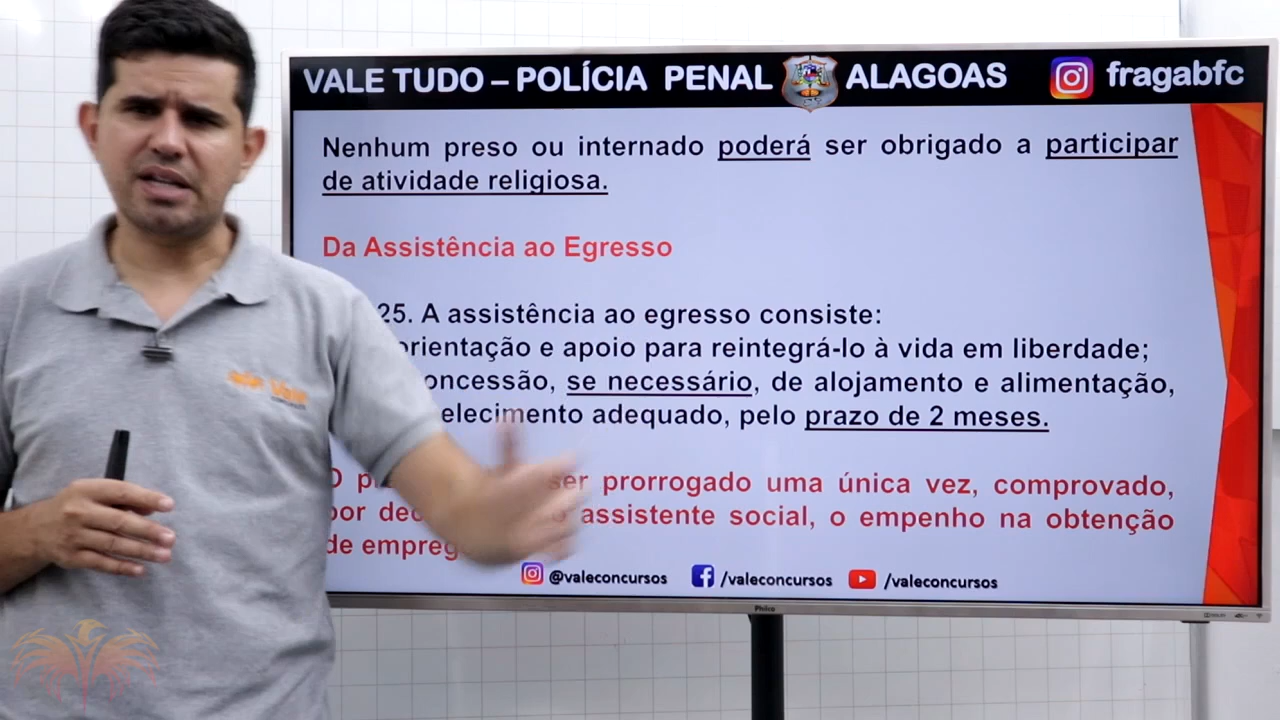 VALE TUDO – POLÍCIA PENAL ALAGOAS fragabfc
Nenhum preso ou internado poderá ser obrigado a participar
de atividade religiosa.
Da Assistência ao Egresso
25. A assistência ao egresso consiste:
orientação e apoio para reintegrá-lo à vida em liberdade;
oncessão, se necessário, de alojamento e alimentação,
elecimento adequado, pelo prazo de 2 meses.
O p ser prorrogado uma única vez, comprovado,
por dec assistente social, o empenho na obtenção
de empreg
@valeconcursos /valeconcursos /valeconcursos
Philco